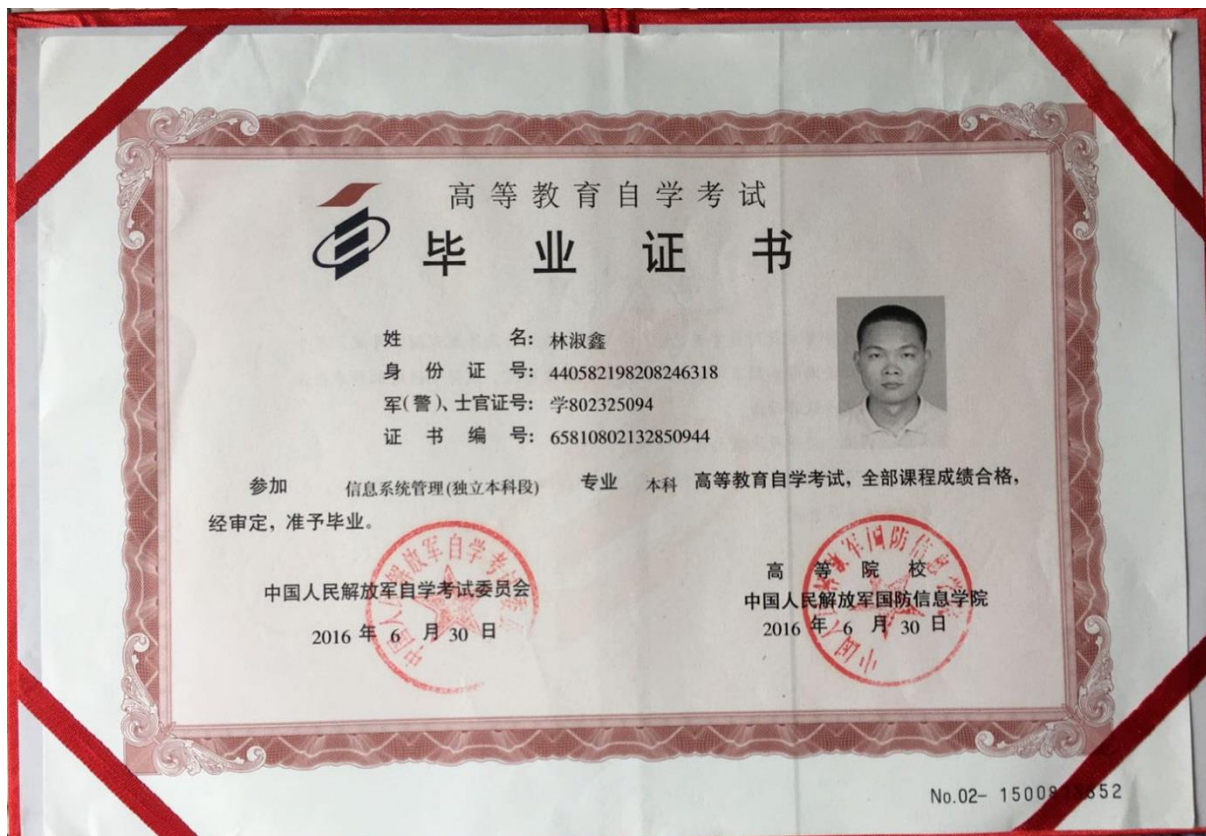 高等教育自学考试
毕业证书
姓名：林淑鑫
身份证号：440582198208246318
军(警)、士官证号：学802325094
证书编号：65810802132850944
参加 信息系统管理(独立本科段) 专业 本科 高等教育自学考试，全部课程成绩合格，
经审定，准予毕业。
中国人民解放军自学考试委员会
2016 年 6 月 30 日
高等院校
中国人民解放军国防信息学院
2016 年 6 月 30 日